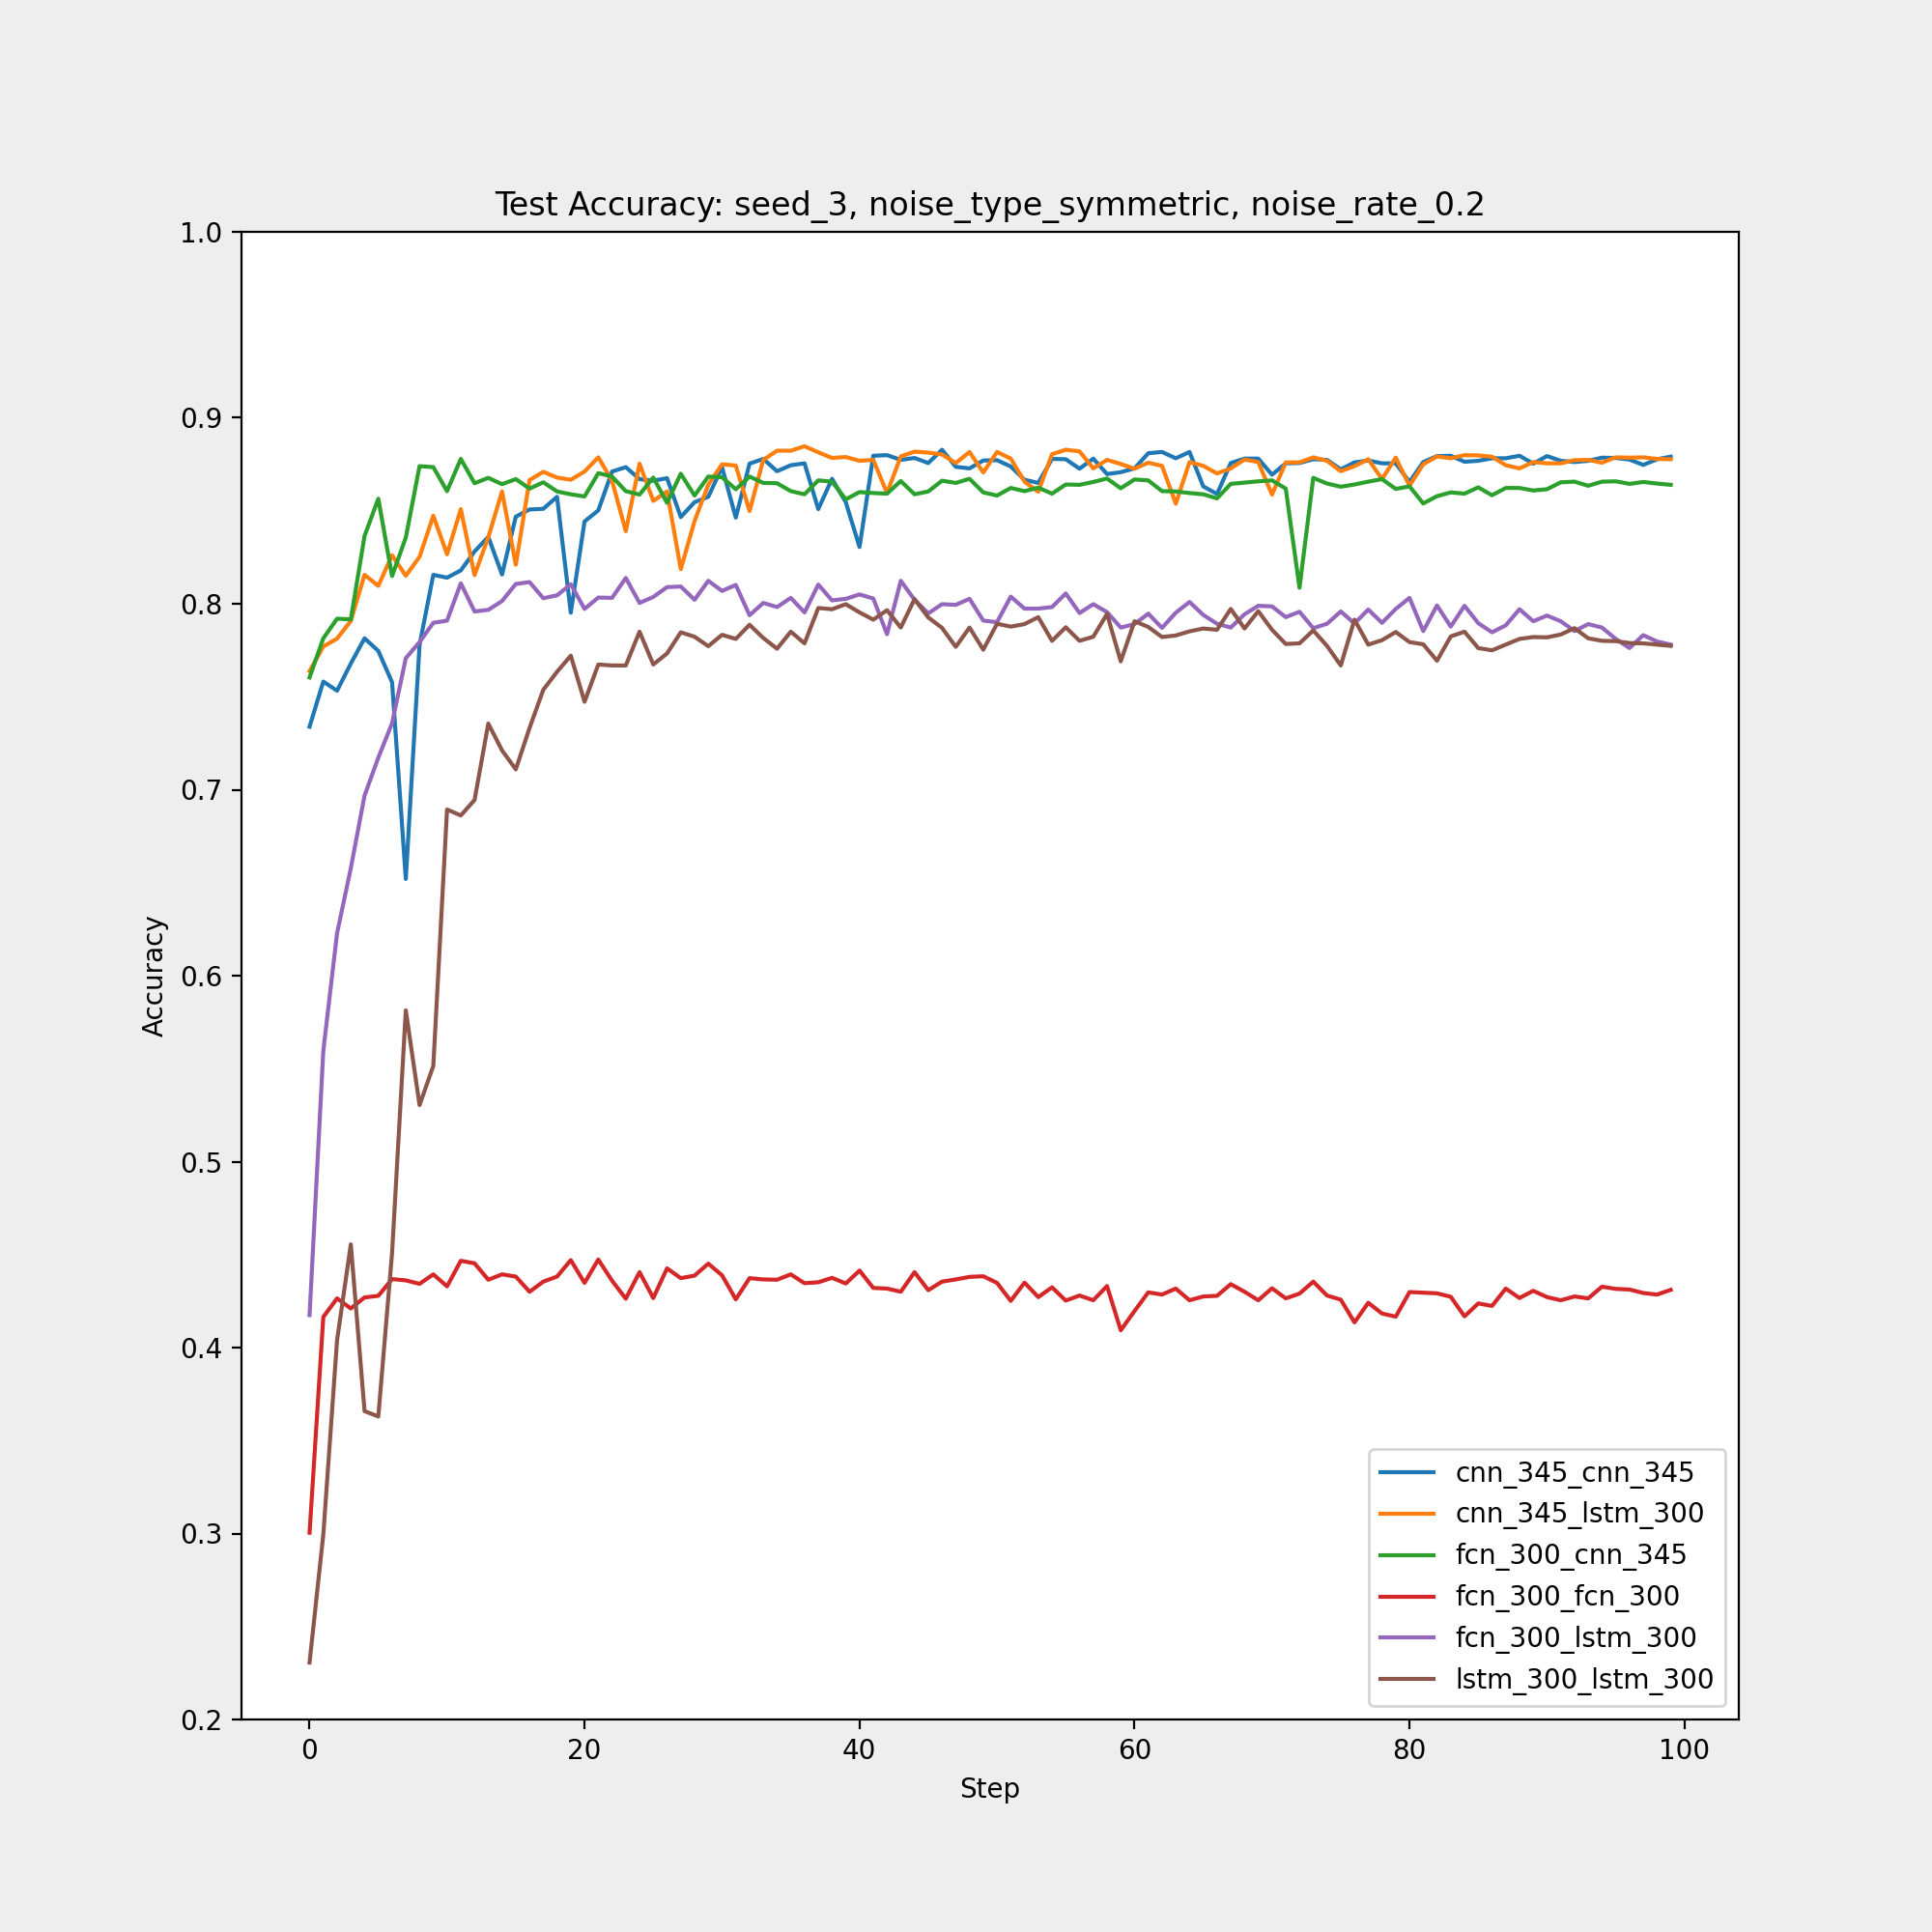 Test Accuracy: seed_3, noise_type_symmetric, noise_rate_0.2
1.0
0.9
0.8
0.7
0.6
0.5
0.4
0.3
0.2
Accuracy
0
20
40
60
80
100
Step
cnn_345_cnn_345
cnn_345_lstm_300
fcn_300_cnn_345
fcn_300_fcn_300
fcn_300_lstm_300
lstm_300_lstm_300